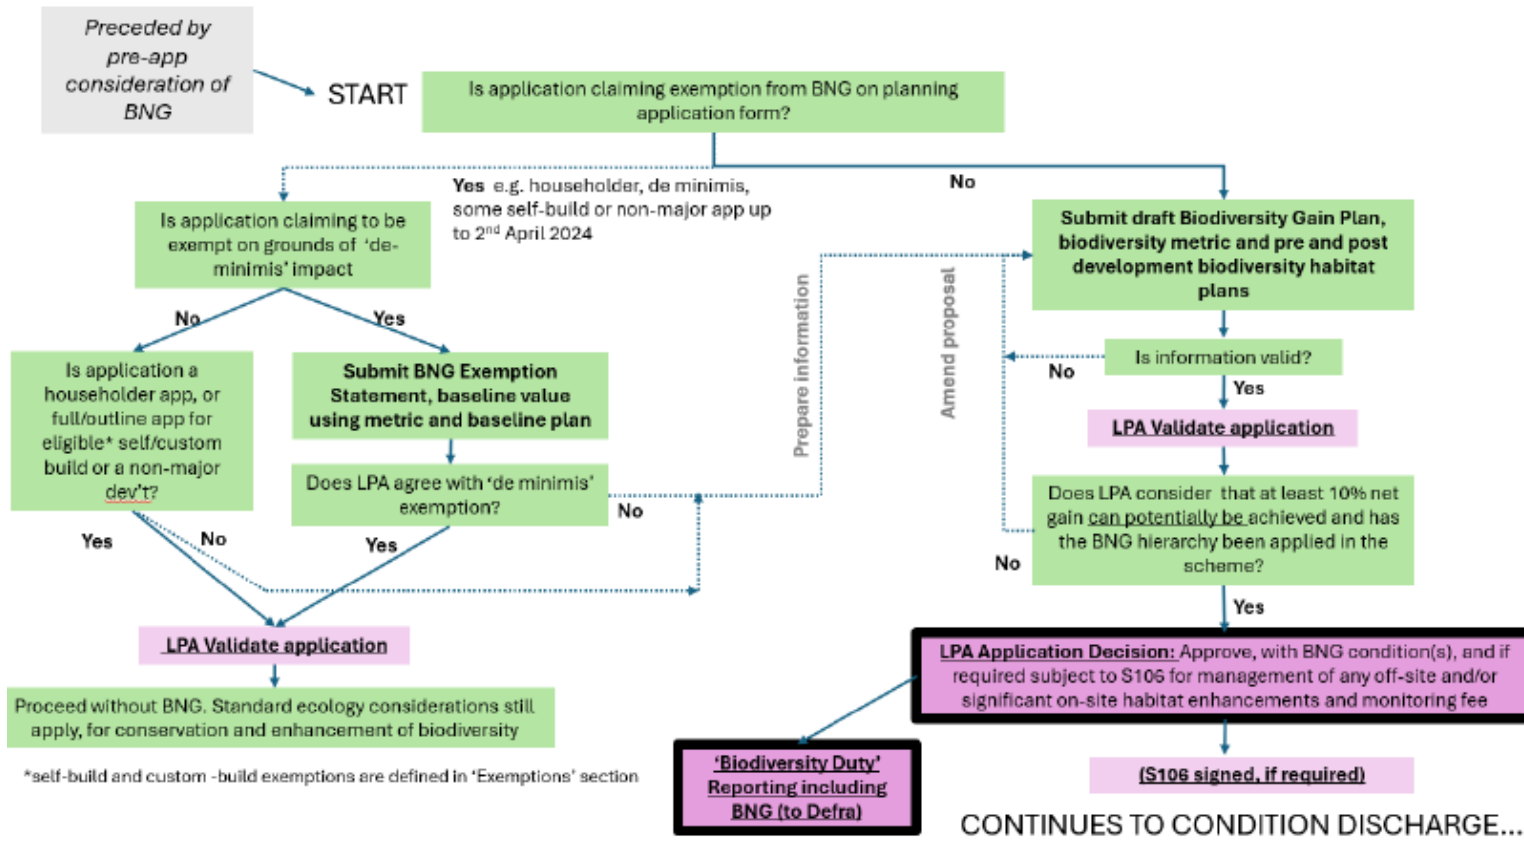 Preceded by
pre-app
consideration of
BNG
START
Is application claiming exemption from BNG on planning
application form?
Yes e.g. householder, de minimis,
some self-build or non-major app up
to 2nd April 2024
No
Is application claiming to be
exempt on grounds of ‘de-
minimis’ impact
No
Yes
Is application a
householder app, or
full/outline app for
eligible* self/custom
build or a non-major
dev’t?
Submit BNG Exemption
Statement, baseline value
using metric and baseline plan
Does LPA agree with ‘de minimis’
exemption?
No
Yes
No
Yes
LPA Validate application
Proceed without BNG. Standard ecology considerations still
apply, for conservation and enhancement of biodiversity
*self-build and custom -build exemptions are defined in ‘Exemptions’ section
Prepare information
Amend proposal
Submit draft Biodiversity Gain Plan,
biodiversity metric and pre and post
development biodiversity habitat
plans
Is information valid?
No
Yes
LPA Validate application
Does LPA consider that at least 10% net
gain can potentially be achieved and has
the BNG hierarchy been applied in the
scheme?
No
Yes
LPA Application Decision: Approve, with BNG condition(s), and if
required subject to S106 for management of any off-site and/or
significant on-site habitat enhancements and monitoring fee
‘Biodiversity Duty’
Reporting including
BNG (to Defra)
(S106 signed, if required)
CONTINUES TO CONDITION DISCHARGE...